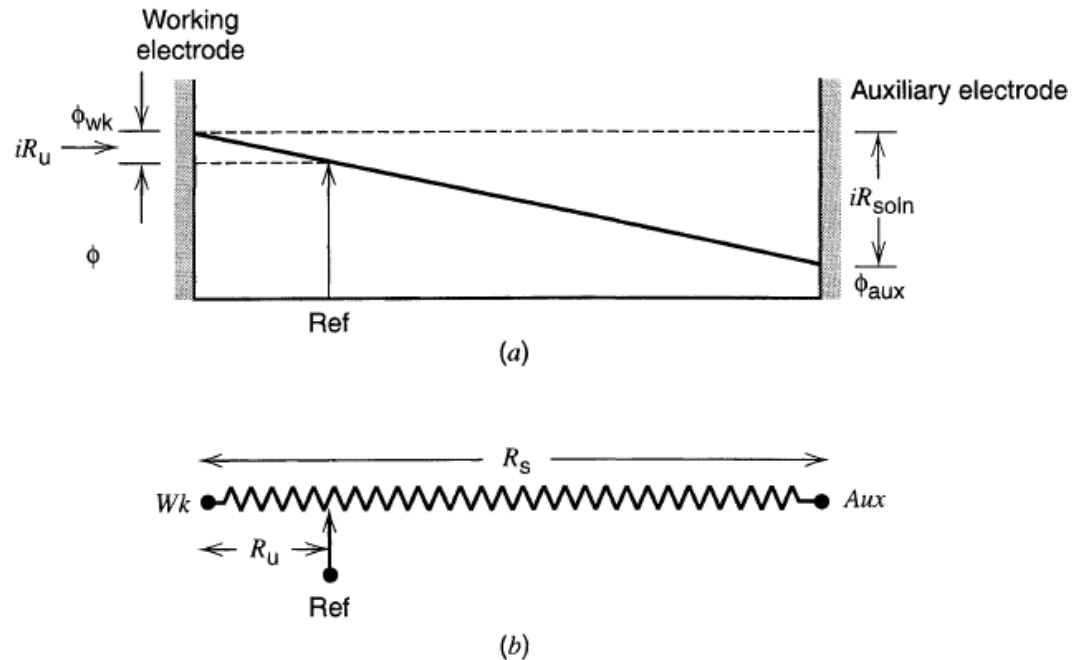 Working
electrode
Auxiliary electrode
ϕwk
iRu
iRsoln
ϕ
ϕaux
Ref
(a)
Rs
Wk
Aux
Ru
Ref
(b)